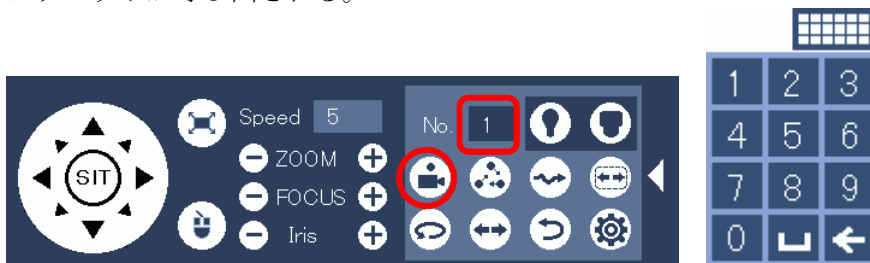 Speed 5
No. 1
ZOOM
SIT
FOCUS
Iris
1 2 3
4 5 6
7 8 9
0